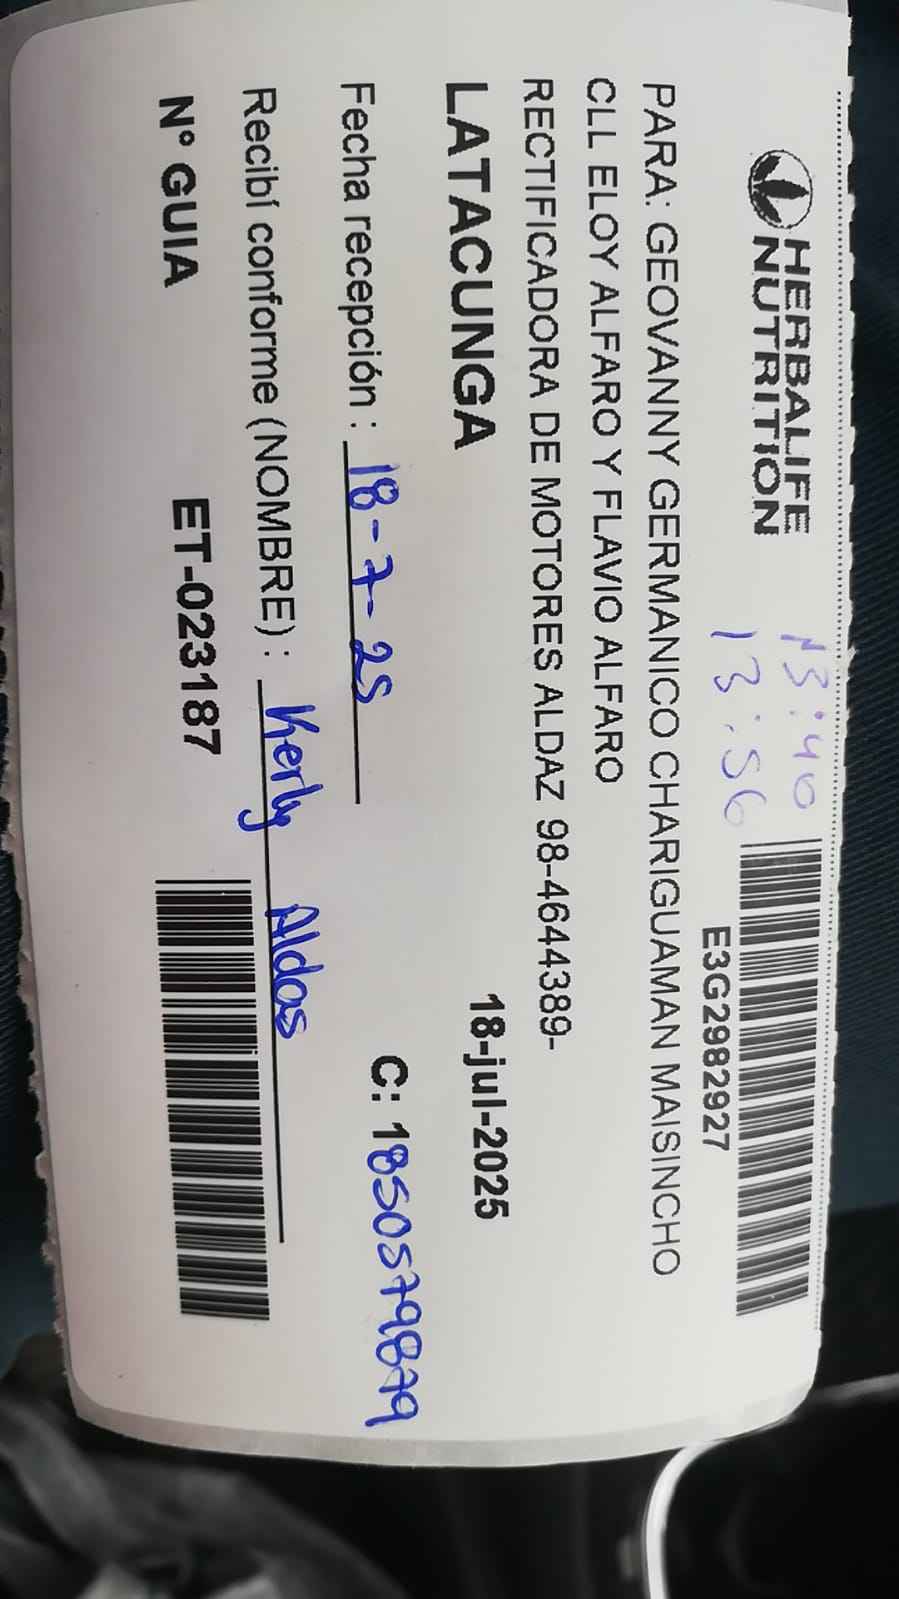 HERBALIFE
NUTRITION
13:40
13:56
E3G2982927
PARA: GEOVANNY GERMANICO CHARIGUAMAN MAISINCHO
CLL ELOY ALFARO Y FLAVIO ALFARO
RECTIFICADORA DE MOTORES ALDAZ 98-4644389-
LATACUNGA 18-jul-2025
Fecha recepción : 18-7-25 C: 1850579879
Recibí conforme (NOMBRE) : Kerly Aldas
N° GUIA ET-023187